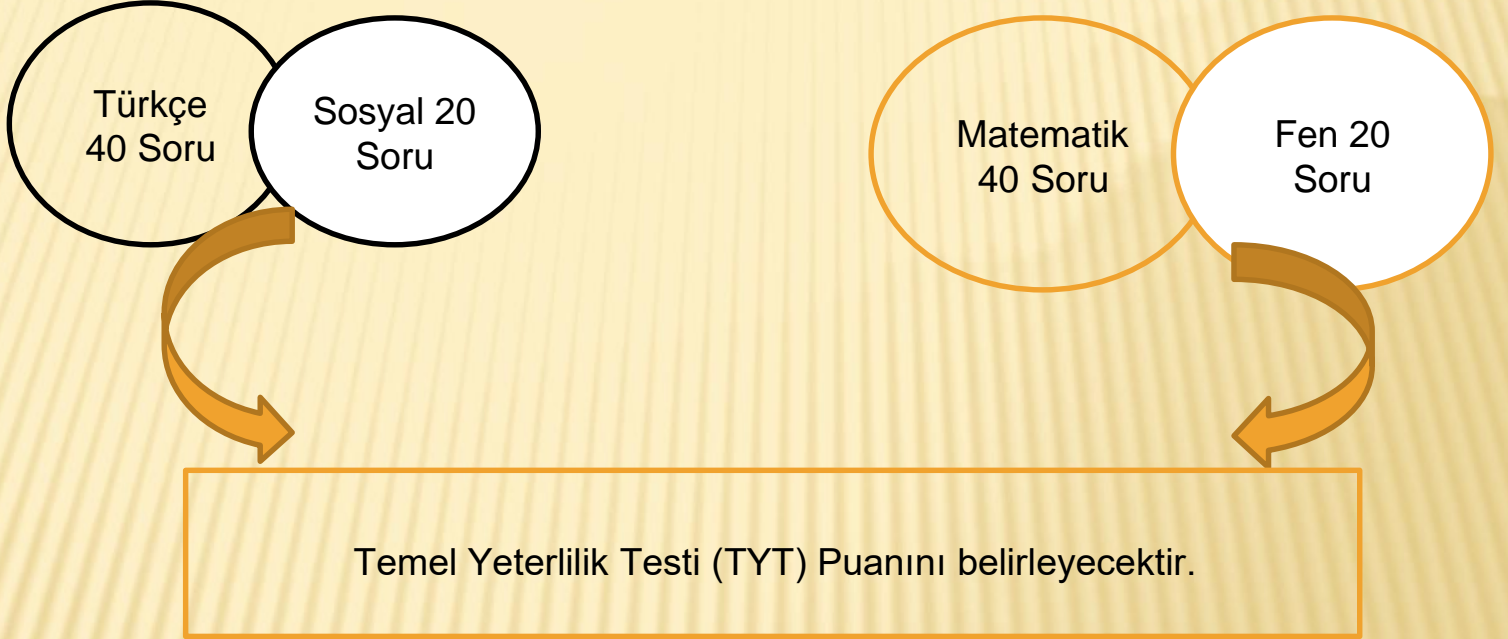 Türkçe
40 Soru
Sosyal 20
Soru
Matematik
40 Soru
Fen 20
Soru
Temel Yeterlilik Testi (TYT) Puanını belirleyecektir.